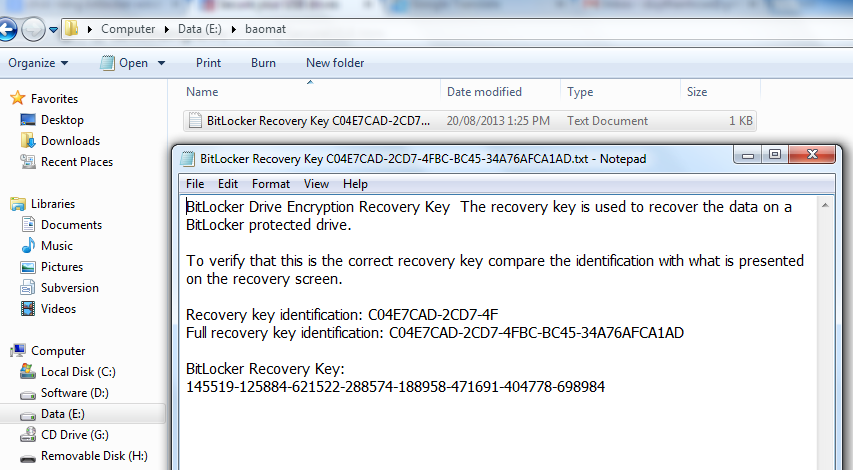 Computer ▸ Data (E:) ▸ baomat
Organize Open Print Burn New folder
Favorites
Desktop
Downloads
Recent Places
Libraries
Documents
Music
Pictures
Subversion
Videos
Computer
Local Disk (C:)
Software (D:)
Data (E:)
CD Drive (G:)
Removable Disk (H:)
Name Date modified Type Size
BitLocker Recovery Key C04E7CAD-2CD7... 20/08/2013 1:25 PM Text Document 1 KB
BitLocker Recovery Key C04E7CAD-2CD7-4FBC-BC45-34A76AFCA1AD.txt - Notepad
File Edit Format View Help
BitLocker Drive Encryption Recovery Key The recovery key is used to recover the data on a
BitLocker protected drive.
To verify that this is the correct recovery key compare the identification with what is presented
on the recovery screen.
Recovery key identification: C04E7CAD-2CD7-4F
Full recovery key identification: C04E7CAD-2CD7-4FBC-BC45-34A76AFCA1AD
BitLocker Recovery Key:
145519-125884-621522-288574-188958-471691-404778-698984